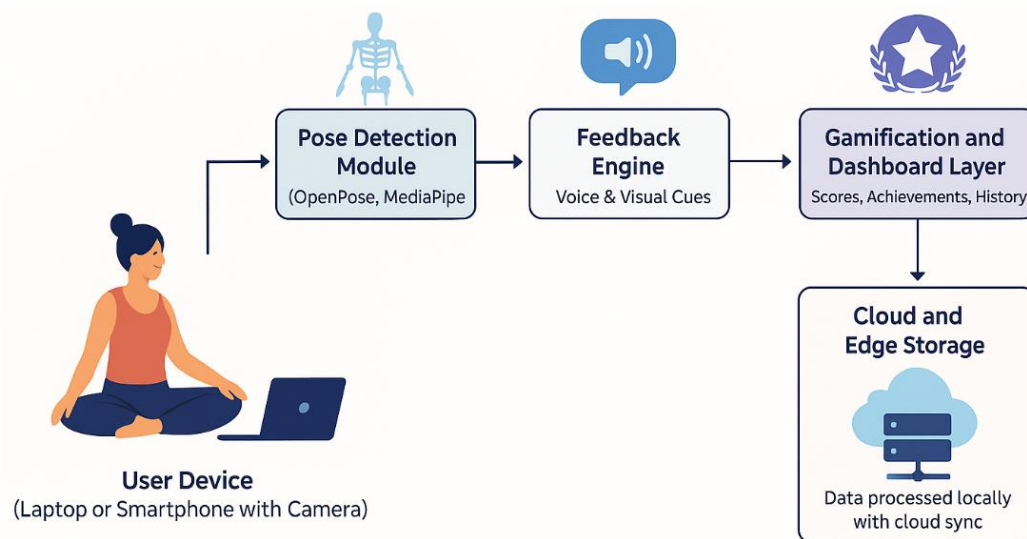 Pose Detection
Module
(OpenPose, MediaPipe
Feedback
Engine
Voice & Visual Cues
Gamification and
Dashboard Layer
Scores, Achievements, History
Cloud and
Edge Storage
Data processed locally
with cloud sync
User Device
(Laptop or Smartphone with Camera)